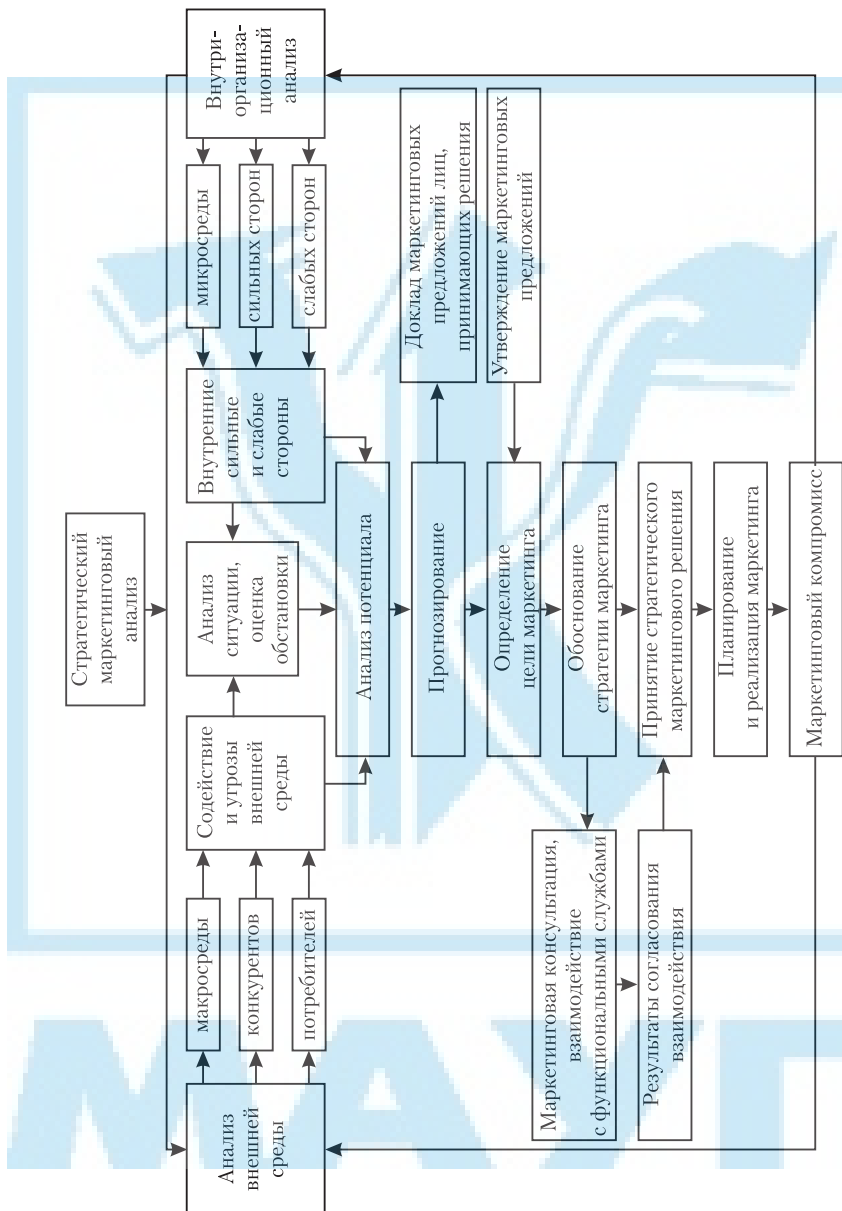 Стратегический
маркетинговый
анализ
Анализ
внешней
среды
макросреды
конкурентов
потребителей
Содействие
и угрозы
внешней
среды
Анализ
ситуации,
оценка
обстановки
Внутренние
сильные
и слабые
стороны
микросреды
сильных сторон
слабых сторон
Внутри-
организа-
ционный
анализ
Анализ потенциала
Прогнозирование
Доклад маркетинговых
предложений лиц,
принимающих решения
Определение
цели маркетинга
Утверждение маркетинговых
предложений
Обоснование
стратегии маркетинга
Маркетинговая консультация,
взаимодействие
с функциональными службами
Результаты согласования
взаимодействия
Принятие стратегического
маркетингового решения
Планирование
и реализация маркетинга
Маркетинговый компромисс
МАУП